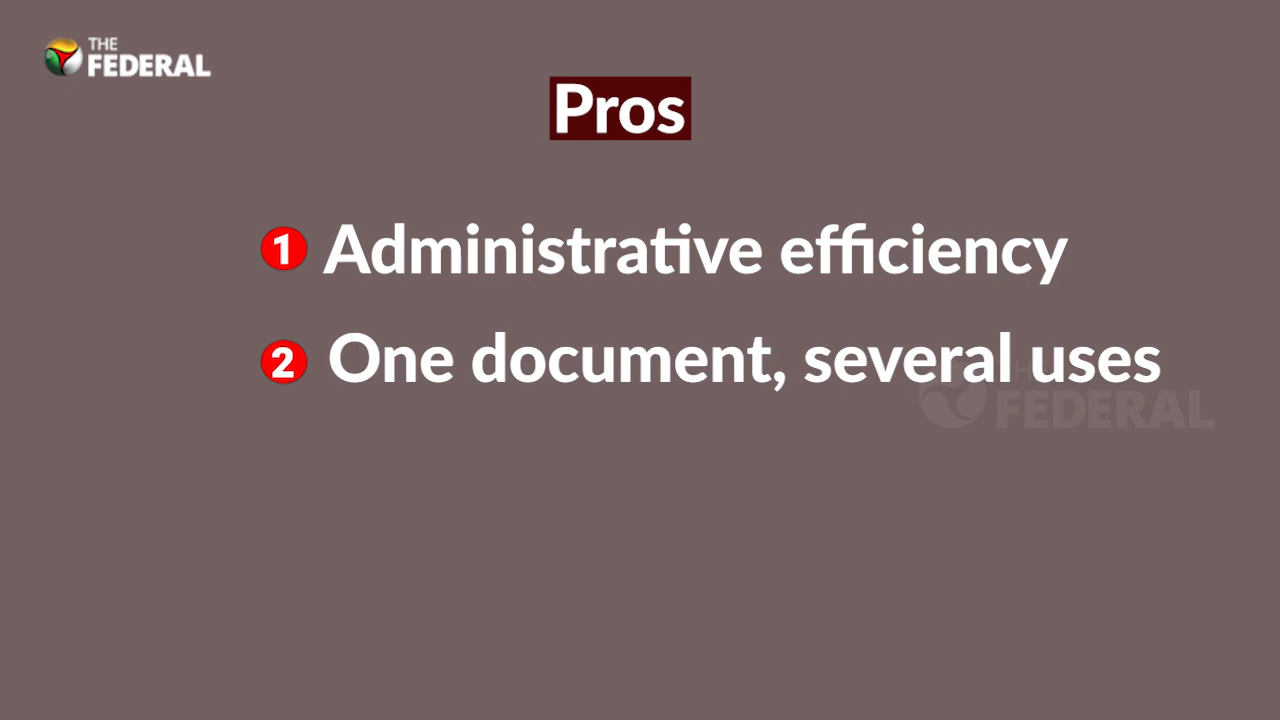 THE
FEDERAL
Pros
1 Administrative efficiency
2 One document, several uses
FEDERAL